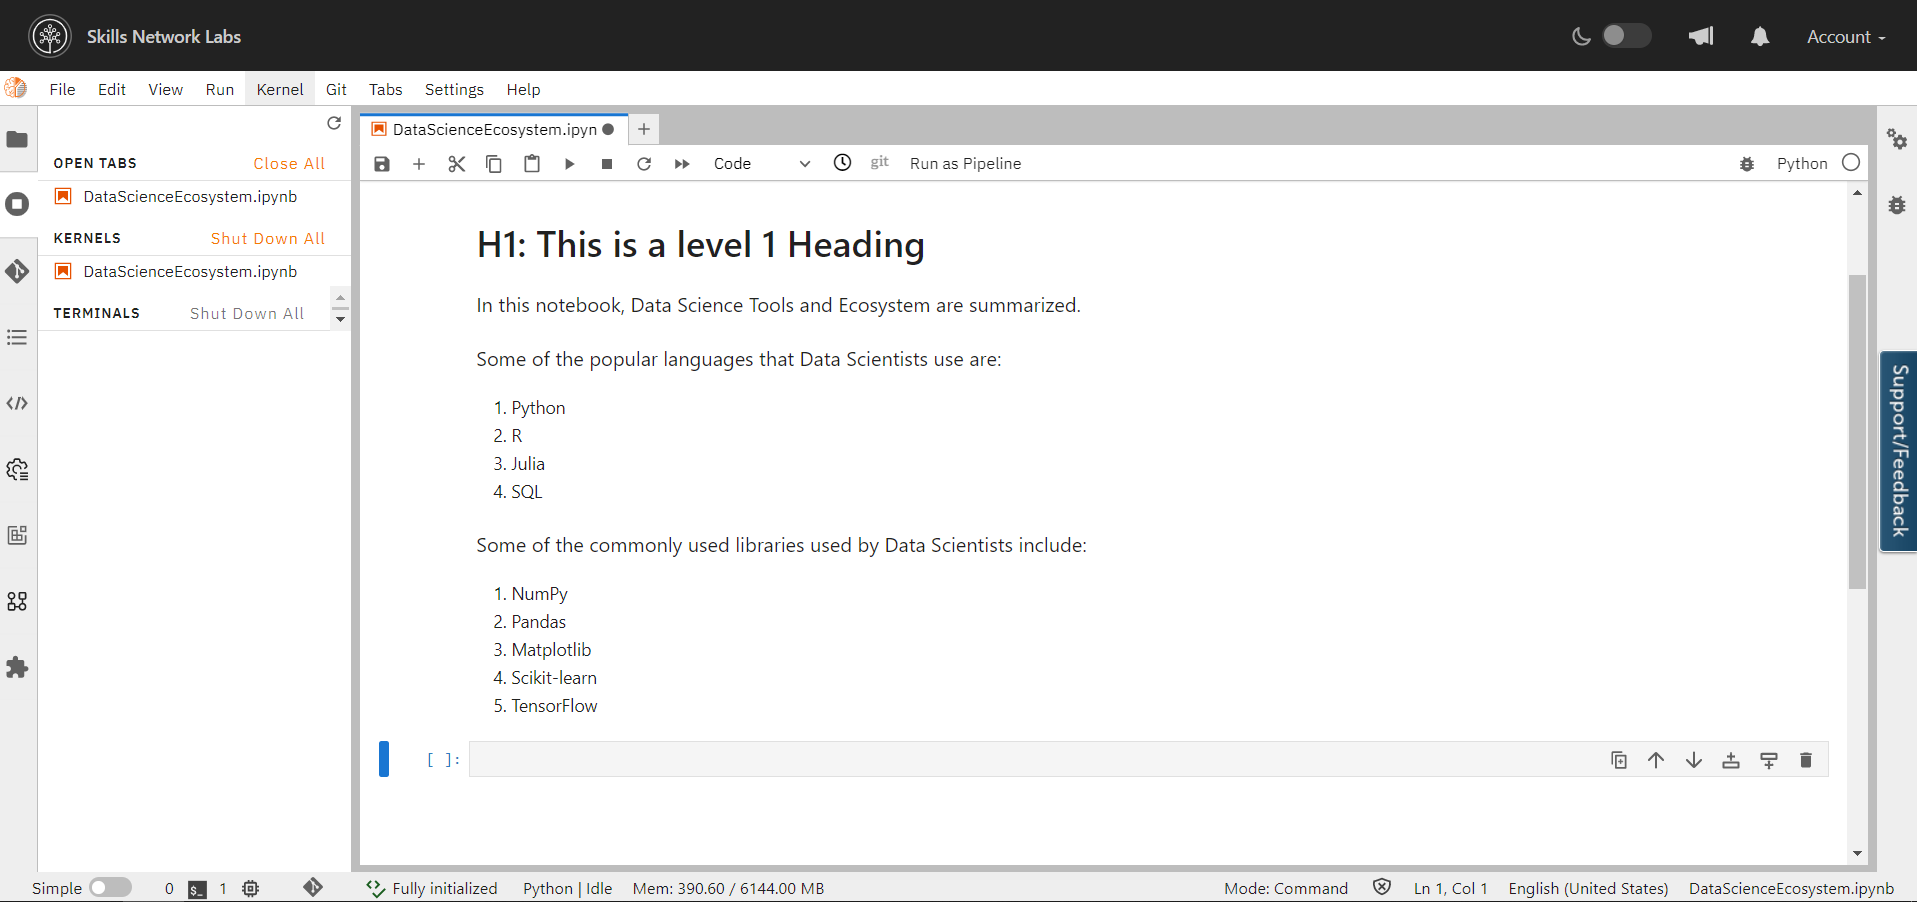 Skills Network Labs
Account
File Edit View Run Kernel Git Tabs Settings Help
OPEN TABS Close All
DataScienceEcosystem.ipynb
KERNELS Shut Down All
DataScienceEcosystem.ipynb
TERMINALS Shut Down All
DataScienceEcosystem.ipyn
Code git Run as Pipeline Python
H1: This is a level 1 Heading
In this notebook, Data Science Tools and Ecosystem are summarized.
Some of the popular languages that Data Scientists use are:
1. Python
2. R
3. Julia
4. SQL
Some of the commonly used libraries used by Data Scientists include:
1. NumPy
2. Pandas
3. Matplotlib
4. Scikit-learn
5. TensorFlow
[ ]:
Support/Feedback
Simple 0 $_ 1 Fully initialized Python | Idle Mem: 390.60 / 6144.00 MB Mode: Command Ln 1, Col 1 English (United States) DataScienceEcosystem.ipynb